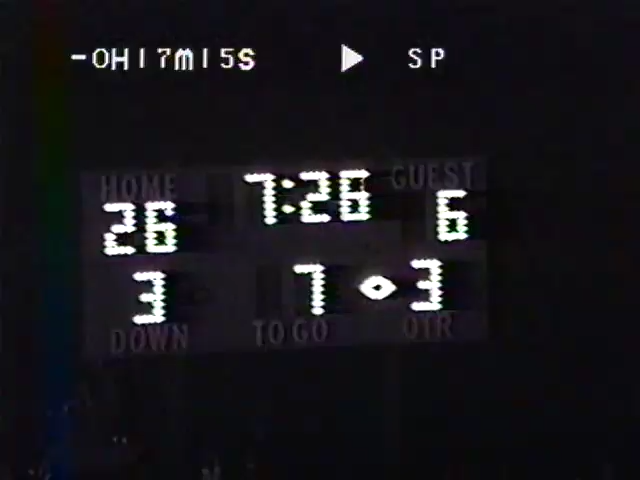 -0H17M15S ▶ SP
HOME 7:26 GUEST
26 6
3 7 3
DOWN TO GO QTR